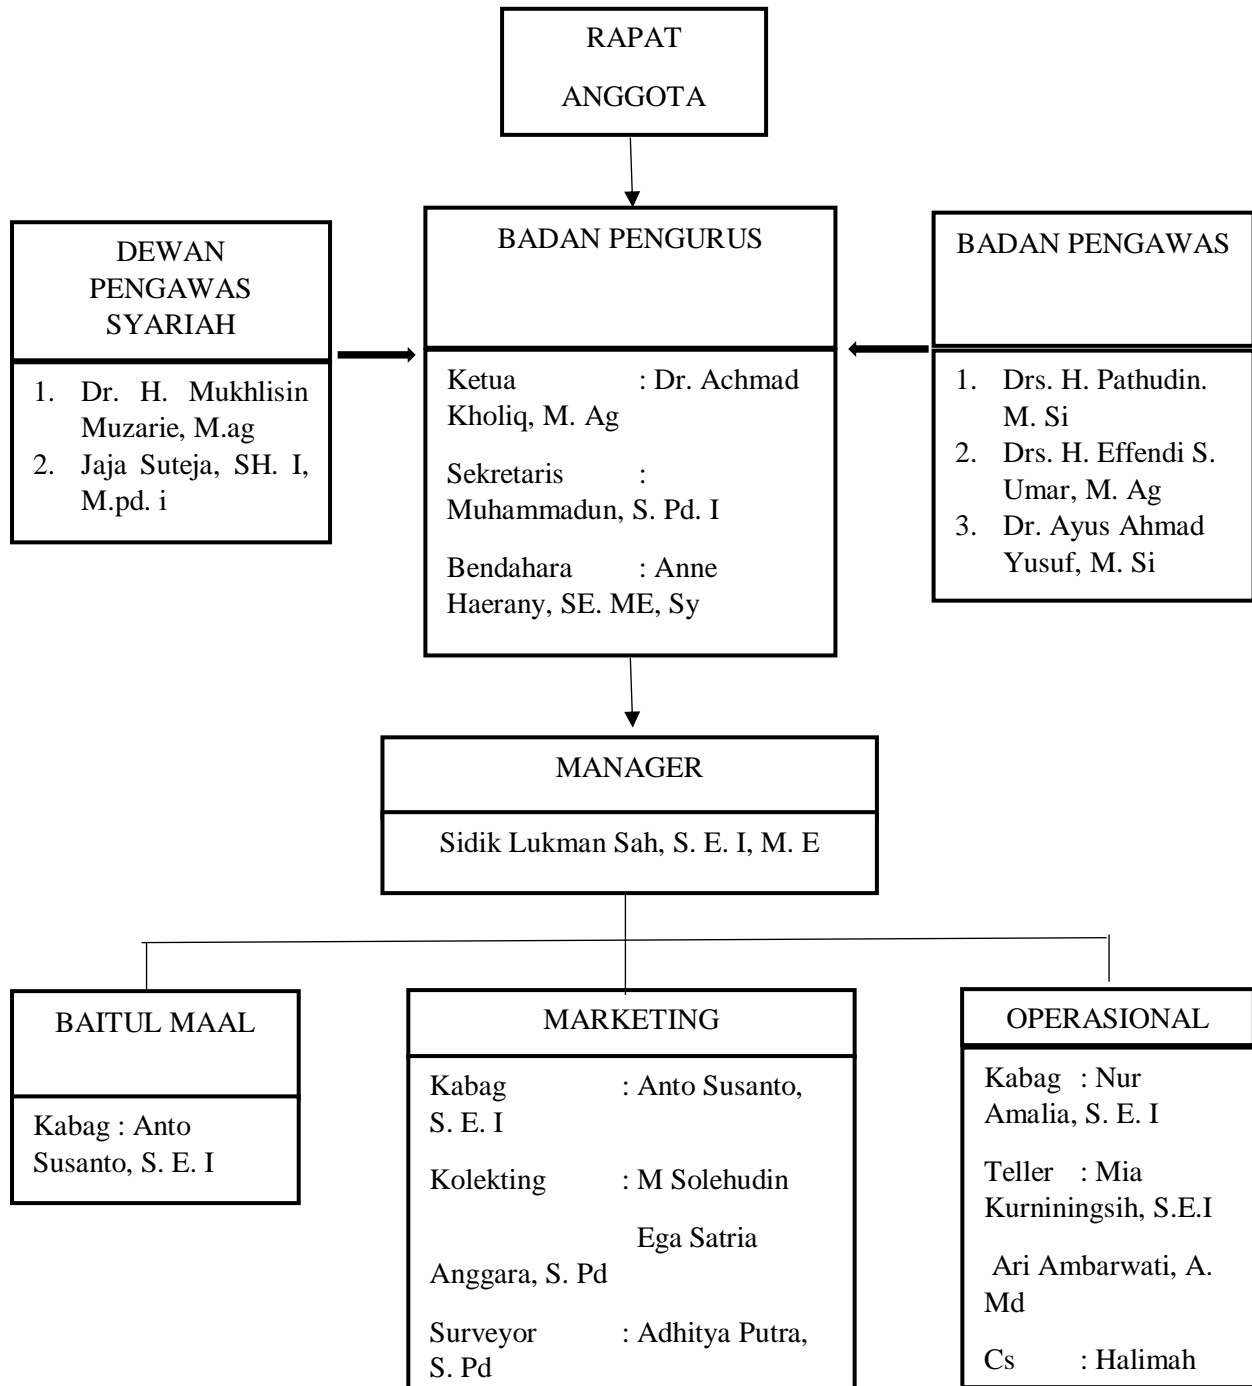 RAPAT
ANGGOTA
DEWAN
PENGAWAS
SYARIAH
1. Dr. H. Mukhlisin
Muzarie, M.ag
2. Jaja Suteja, SH. I,
M.pd. i
BADAN PENGURUS
Ketua : Dr. Achmad
Kholiq, M. Ag
Sekretaris :
Muhammadun, S. Pd. I
Bendahara : Anne
Haerany, SE. ME, Sy
BADAN PENGAWAS
1. Drs. H. Pathudin.
M. Si
2. Drs. H. Effendi S.
Umar, M. Ag
3. Dr. Ayus Ahmad
Yusuf, M. Si
MANAGER
Sidik Lukman Sah, S. E. I, M. E
BAITUL MAAL
Kabag : Anto
Susanto, S. E. I
MARKETING
Kabag : Anto Susanto,
S. E. I
Kolekting : M Solehudin
Ega Satria
Anggara, S. Pd
Surveyor : Adhitya Putra,
S. Pd
OPERASIONAL
Kabag : Nur
Amalia, S. E. I
Teller : Mia
Kurniningsih, S.E.I
Ari Ambarwati, A.
Md
Cs : Halimah